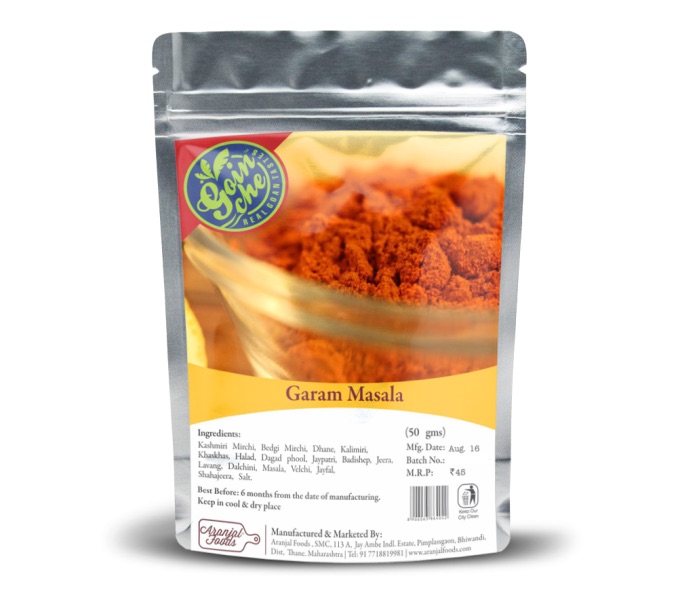 Goin
che
REAL GOAN TASTES
Garam Masala
Ingredients:
Kashmiri Mirchi, Bedgi Mirchi, Dhane, Kalimiri,
Khaskhas, Halad, Dagad phool, Jaypatri, Badishep, Jeera,
Lavang, Dalchini, Masala, Velchi, Jayfal,
Shahajeera, Salt.
Best Before: 6 months from the date of manufacturing.
Keep in cool & dry place
(50 gms)
Mfg. Date: Aug. 16
Batch No.:
M.R.P: ₹45
Keep Our
City Clean
Aranjal
Foods
Manufactured & Marketed By:
Aranjal Foods , SMC, 113 A, Jay Ambe Indl. Estate, Pimplasgaon, Bhiwandi,
Dist, Thane. Maharashtra | Tel: 91 7718819981 | www.aranjalfoods.com